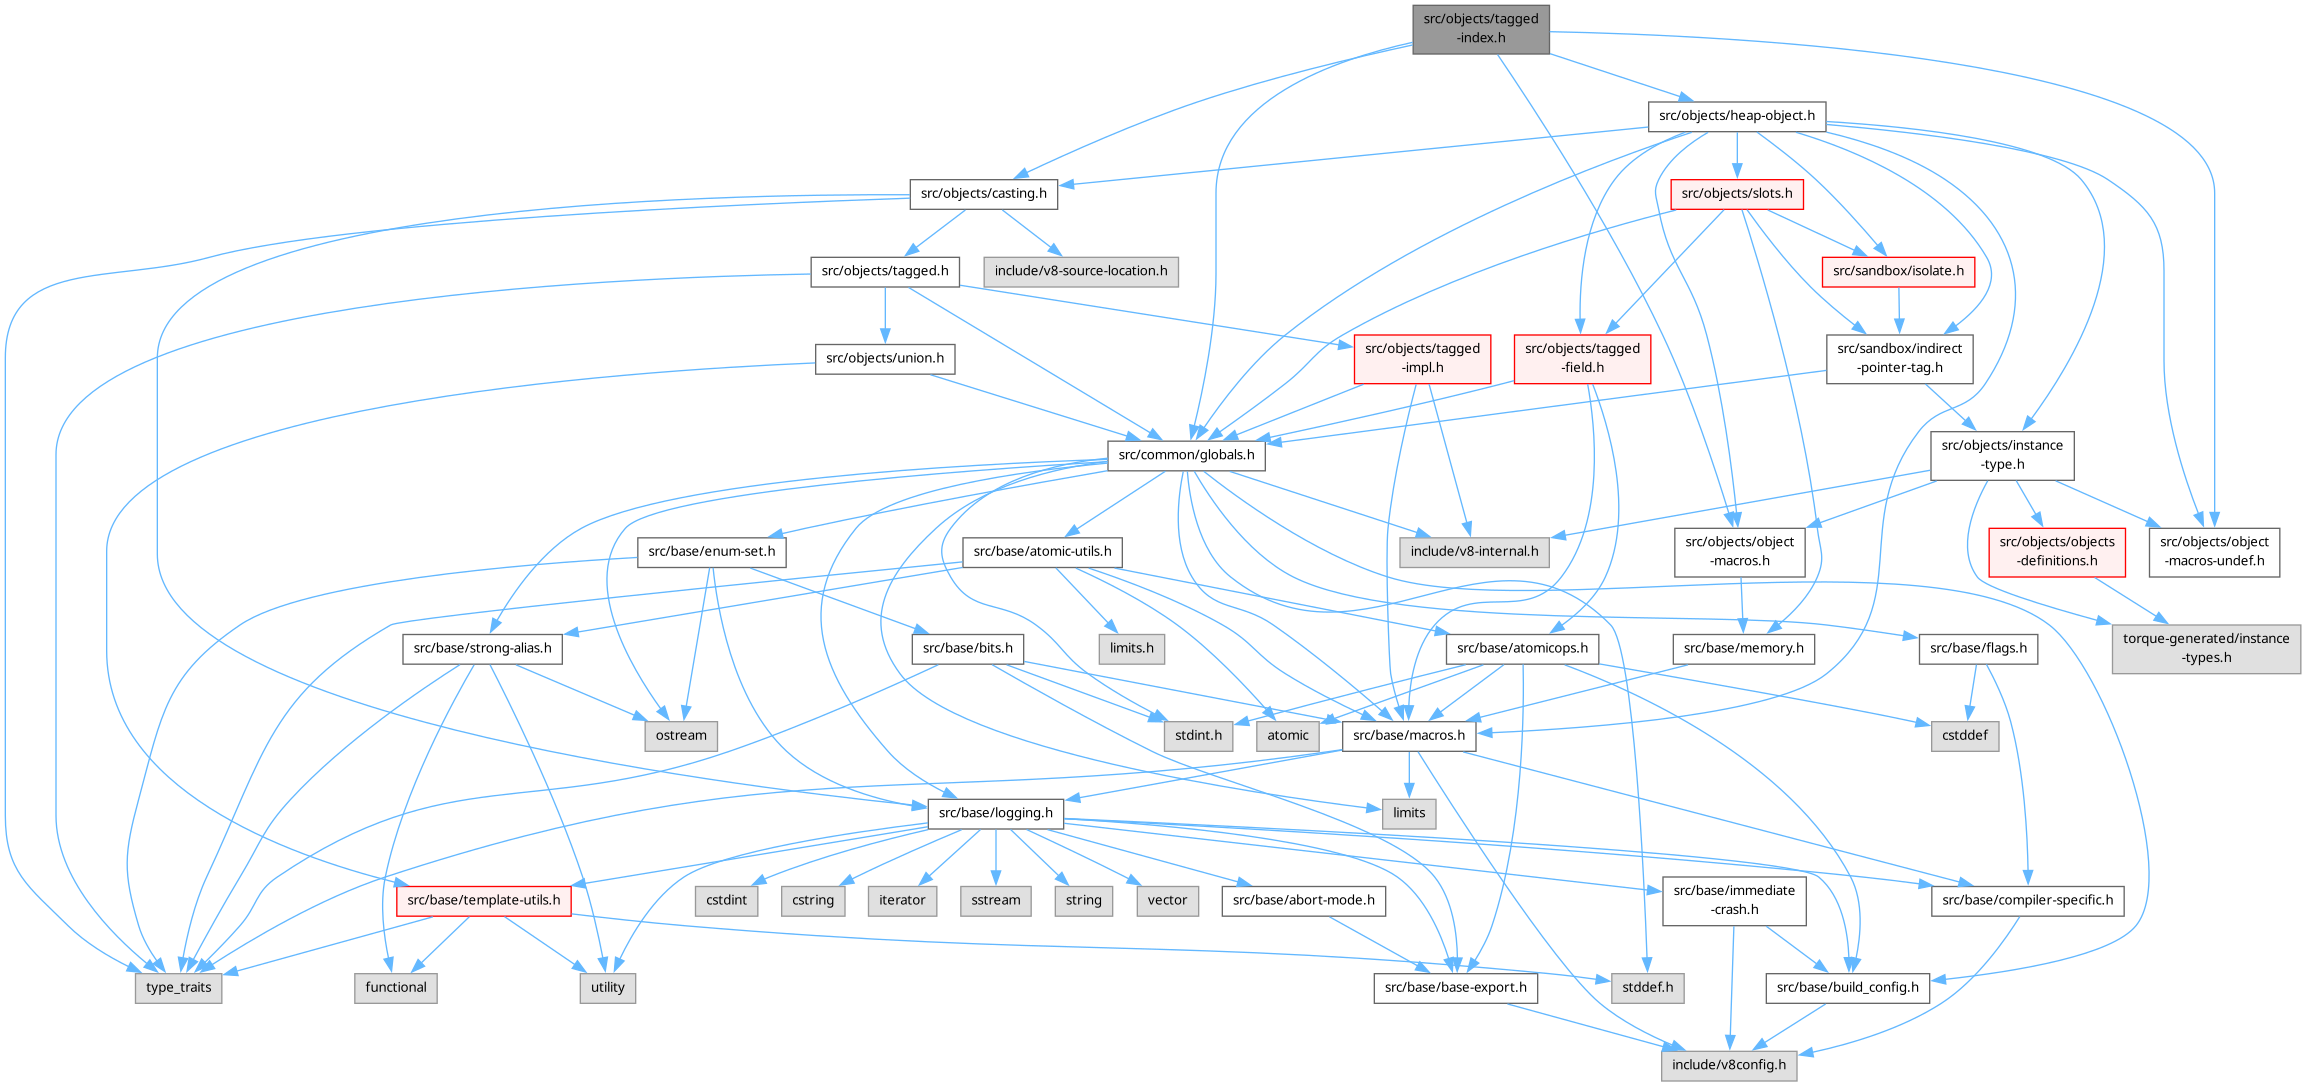 src/objects/tagged
-index.h
src/objects/heap-object.h
src/objects/casting.h
src/objects/slots.h
src/objects/tagged.h
include/v8-source-location.h
src/sandbox/isolate.h
src/objects/union.h
src/objects/tagged
-impl.h
src/objects/tagged
-field.h
src/sandbox/indirect
-pointer-tag.h
src/common/globals.h
src/objects/instance
-type.h
src/base/enum-set.h
src/base/atomic-utils.h
include/v8-internal.h
src/objects/object
-macros.h
src/objects/objects
-definitions.h
src/objects/object
-macros-undef.h
src/base/strong-alias.h
src/base/bits.h
limits.h
src/base/atomicops.h
src/base/memory.h
src/base/flags.h
torque-generated/instance
-types.h
ostream
stdint.h
atomic
src/base/macros.h
cstddef
src/base/logging.h
limits
src/base/template-utils.h
cstdint
cstring
iterator
sstream
string
vector
src/base/abort-mode.h
src/base/immediate
-crash.h
src/base/compiler-specific.h
type_traits
functional
utility
src/base/base-export.h
stddef.h
src/base/build_config.h
include/v8config.h